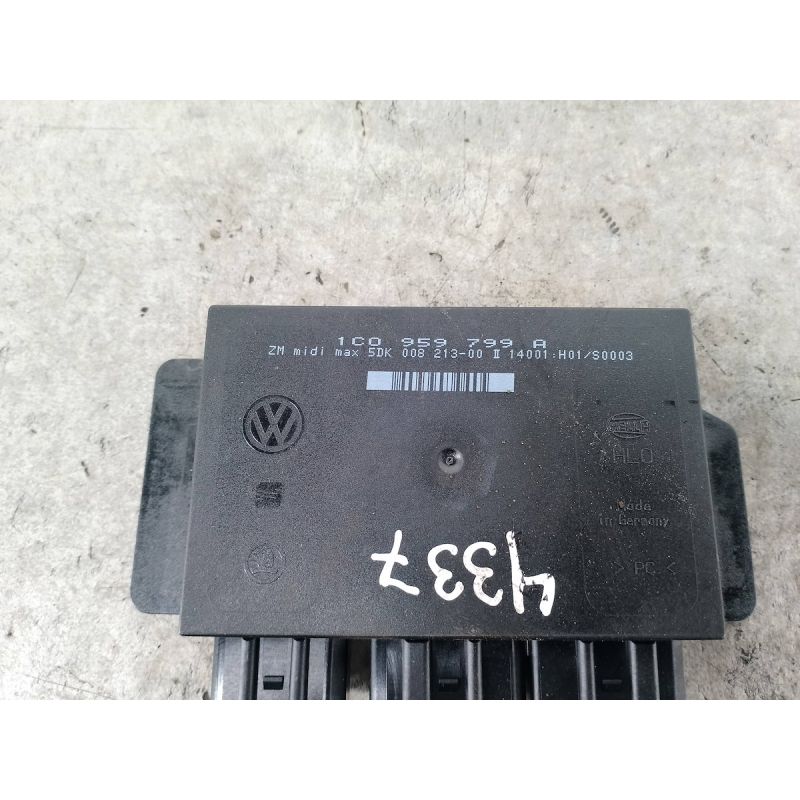 1C0 959 799 A
ZM midi max 5DK 008 213-00 II 14001:H01/S0003
HELLA
HLO
Made
in Germany
> PC <
4337